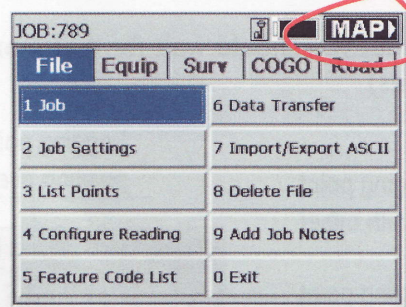 JOB:789 MAP
File Equip Surv COGO Road
1 Job 6 Data Transfer
2 Job Settings 7 Import/Export ASCII
3 List Points 8 Delete File
4 Configure Reading 9 Add Job Notes
5 Feature Code List 0 Exit